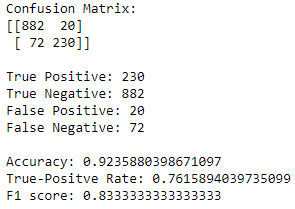 Confusion Matrix:
[[882  20]
 [ 72 230]]
True Positive: 230
True Negative: 882
False Positive: 20
False Negative: 72
Accuracy: 0.9235880398671097
True-Positve Rate: 0.7615894039735099
F1 score: 0.8333333333333333